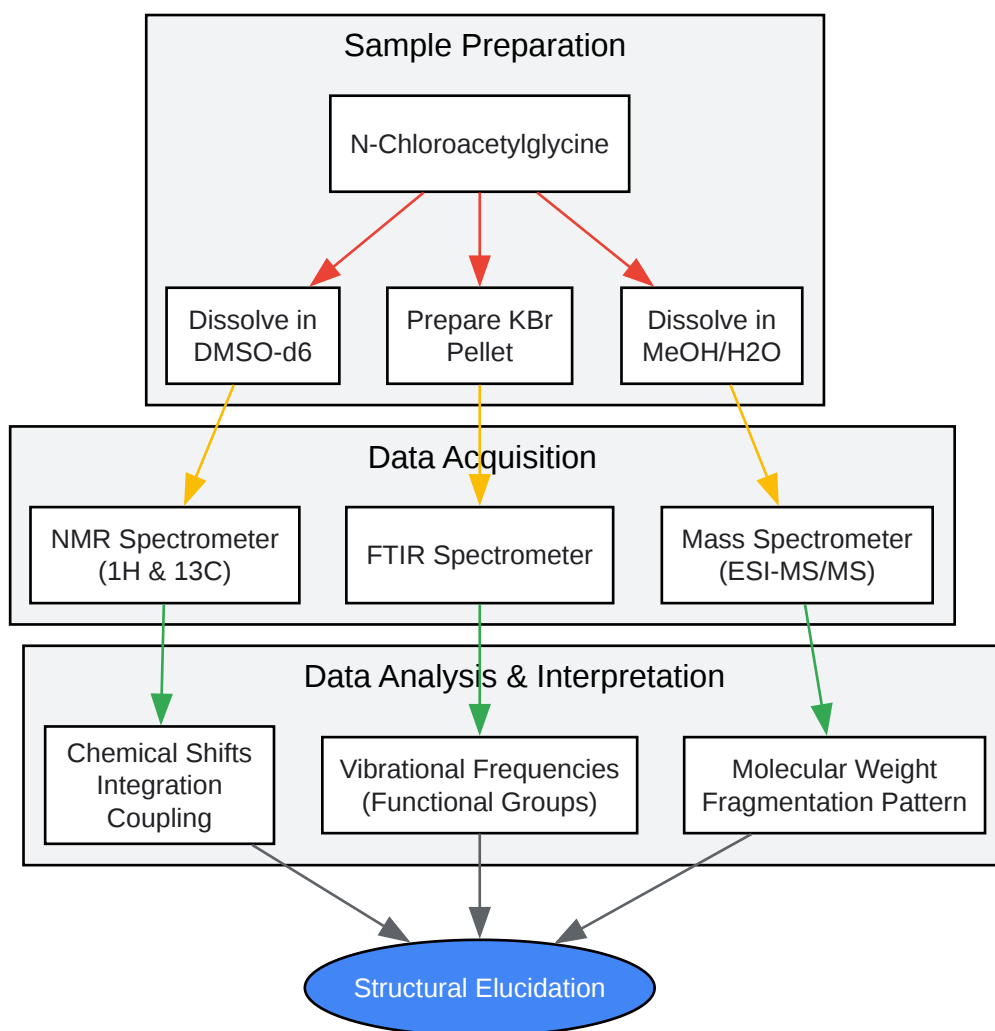 Sample Preparation
N-Chloroacetylglycine
Dissolve in
DMSO-d6
Prepare KBr
Pellet
Dissolve in
MeOH/H2O
Data Acquisition
NMR Spectrometer
(1H & 13C)
FTIR Spectrometer
Mass Spectrometer
(ESI-MS/MS)
Data Analysis & Interpretation
Chemical Shifts
Integration
Coupling
Vibrational Frequencies
(Functional Groups)
Molecular Weight
Fragmentation Pattern
Structural Elucidation